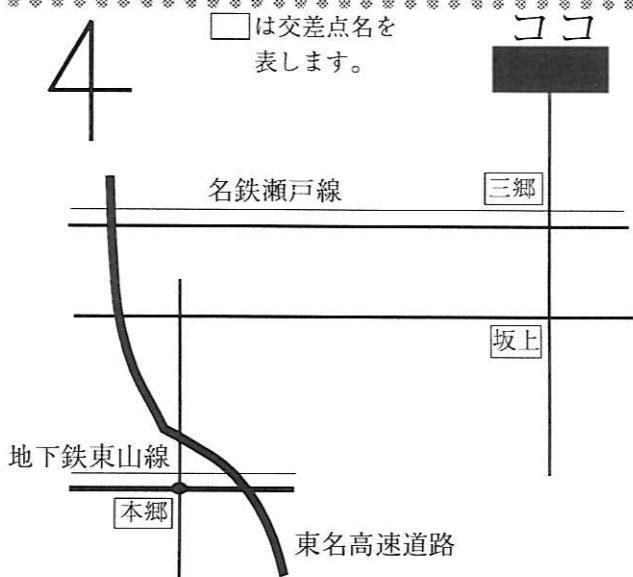 □は交差点名を
表します。
ココ
名鉄瀬戸線
三郷
坂上
地下鉄東山線
本郷
東名高速道路